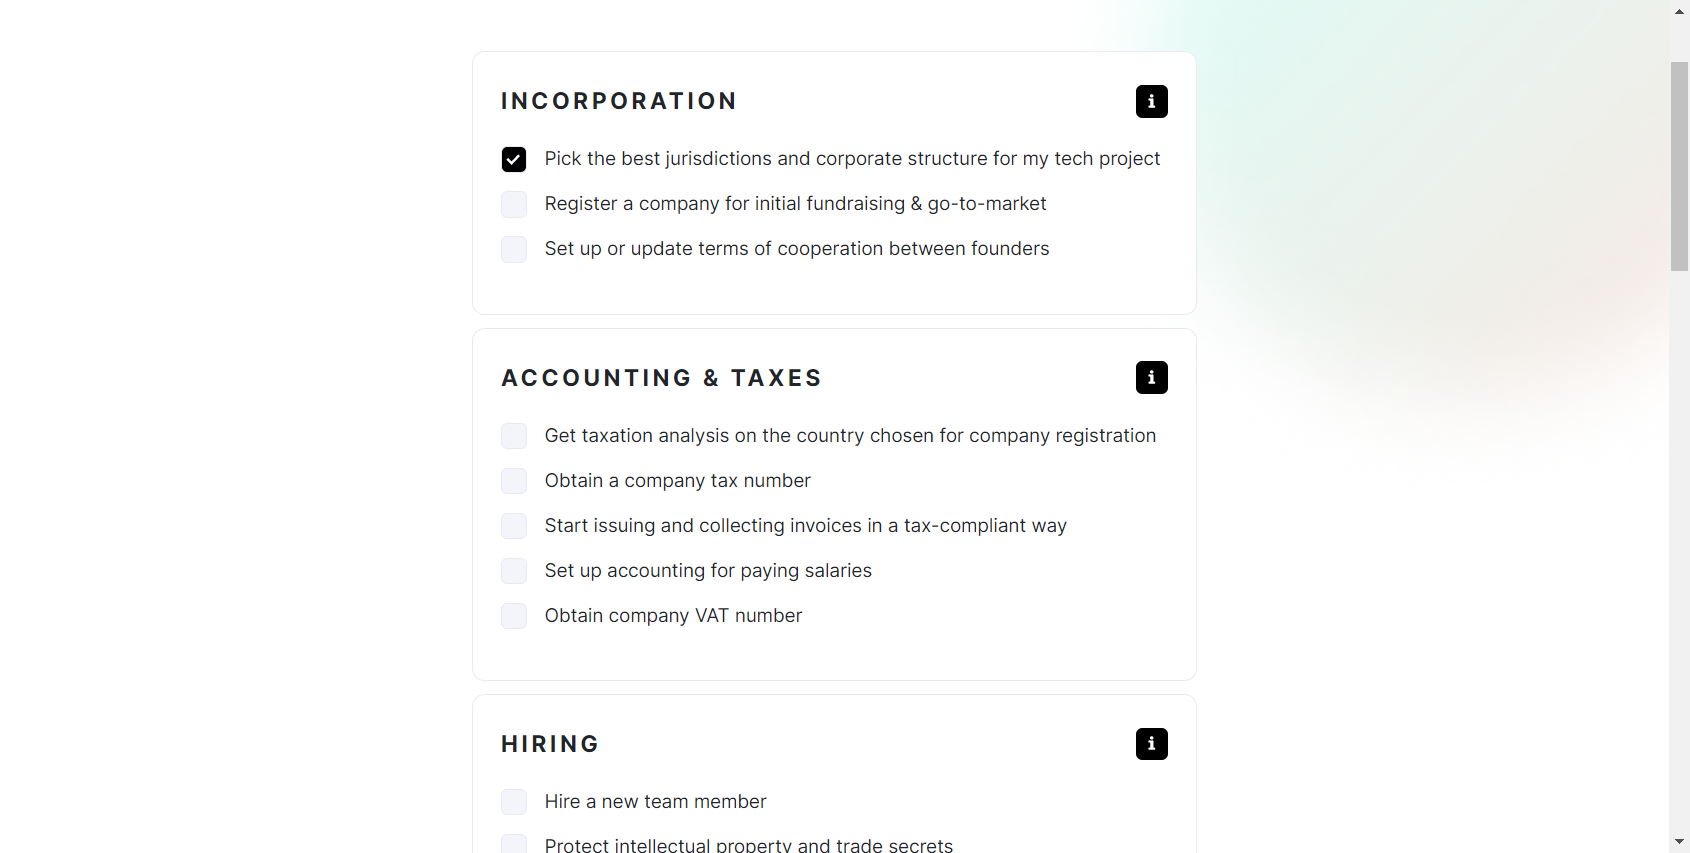 INCORPORATION
Pick the best jurisdictions and corporate structure for my tech project
Register a company for initial fundraising & go-to-market
Set up or update terms of cooperation between founders
ACCOUNTING & TAXES
Get taxation analysis on the country chosen for company registration
Obtain a company tax number
Start issuing and collecting invoices in a tax-compliant way
Set up accounting for paying salaries
Obtain company VAT number
HIRING
Hire a new team member
Protect intellectual property and trade secrets